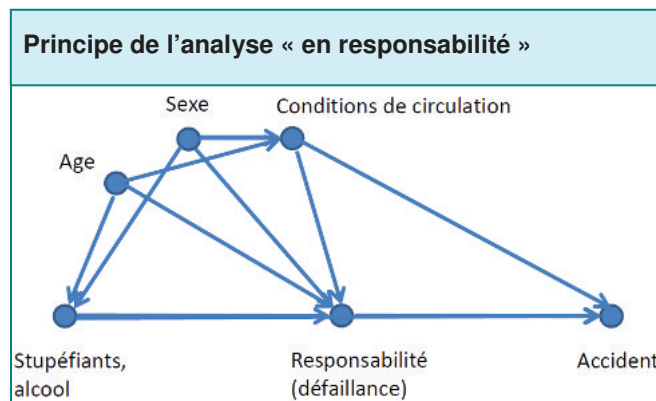 Principe de l’analyse « en responsabilité »
Sexe
Conditions de circulation
Age
Stupéfiants,
alcool
Responsabilité
(défaillance)
Accident